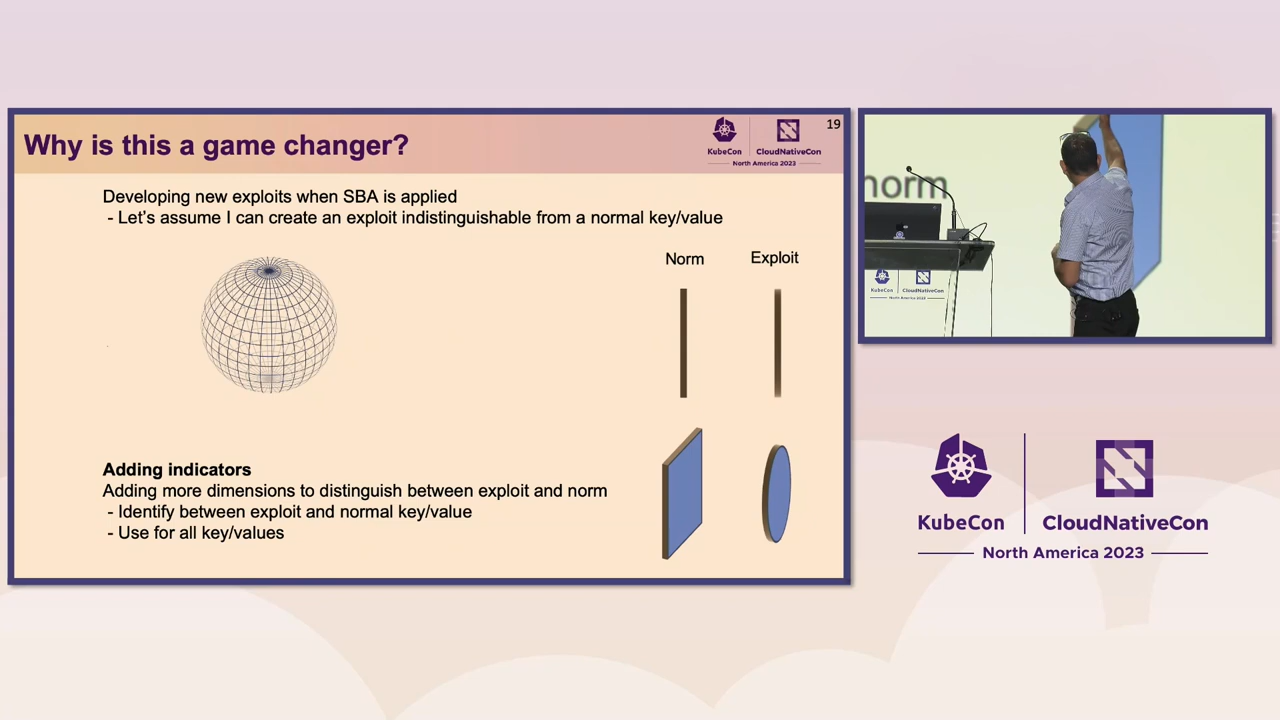 Why is this a game changer?
KubeCon
CloudNativeCon
North America 2023
19
Developing new exploits when SBA is applied
- Let's assume I can create an exploit indistinguishable from a normal key/value
Norm
Exploit
Adding indicators
Adding more dimensions to distinguish between exploit and norm
- Identify between exploit and normal key/value
- Use for all key/values
norm
KubeCon
CloudNativeCon
North America 2023
KubeCon
CloudNativeCon
North America 2023